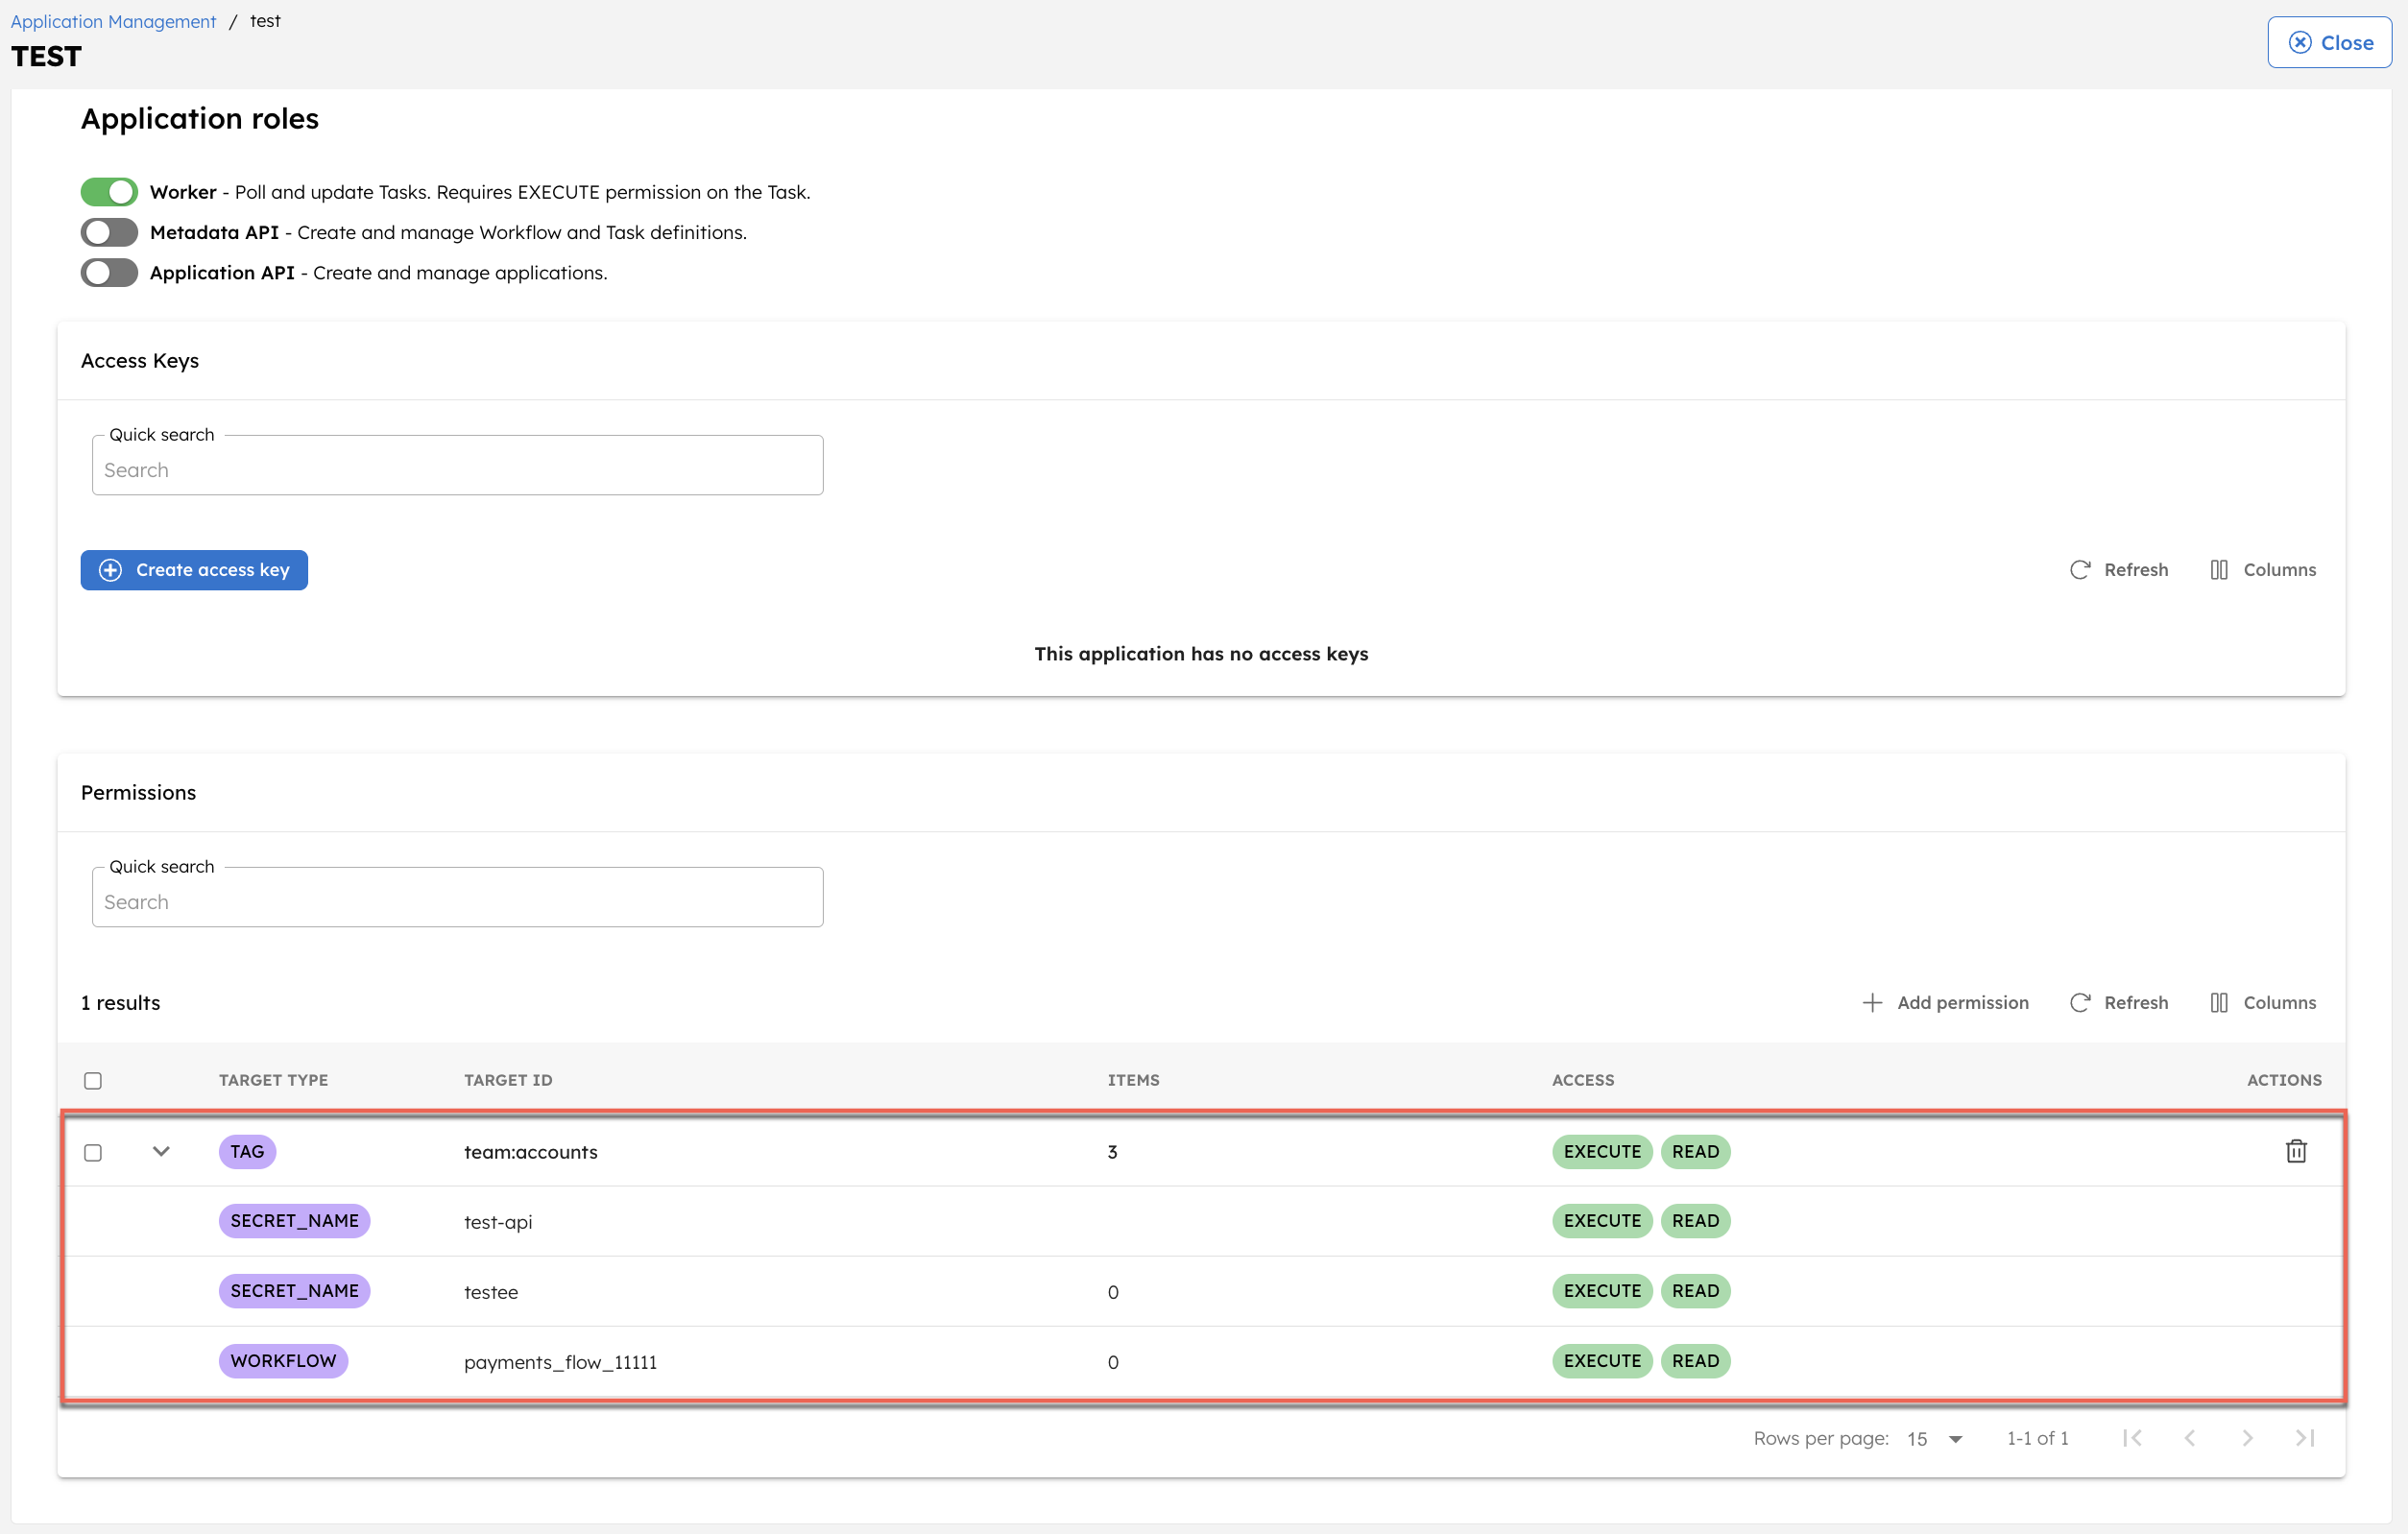 Application Management / test
TEST
Close
Application roles
Worker - Poll and update Tasks. Requires EXECUTE permission on the Task.
Metadata API - Create and manage Workflow and Task definitions.
Application API - Create and manage applications.
Access Keys
Quick search
Search
Create access key
Refresh Columns
This application has no access keys
Permissions
Quick search
Search
1 results Add permission Refresh Columns
TARGET TYPE TARGET ID ITEMS ACCESS ACTIONS
TAG team:accounts 3 EXECUTE READ
SECRET_NAME test-api EXECUTE READ
SECRET_NAME testee 0 EXECUTE READ
WORKFLOW payments_flow_11111 0 EXECUTE READ
Rows per page: 15 1-1 of 1